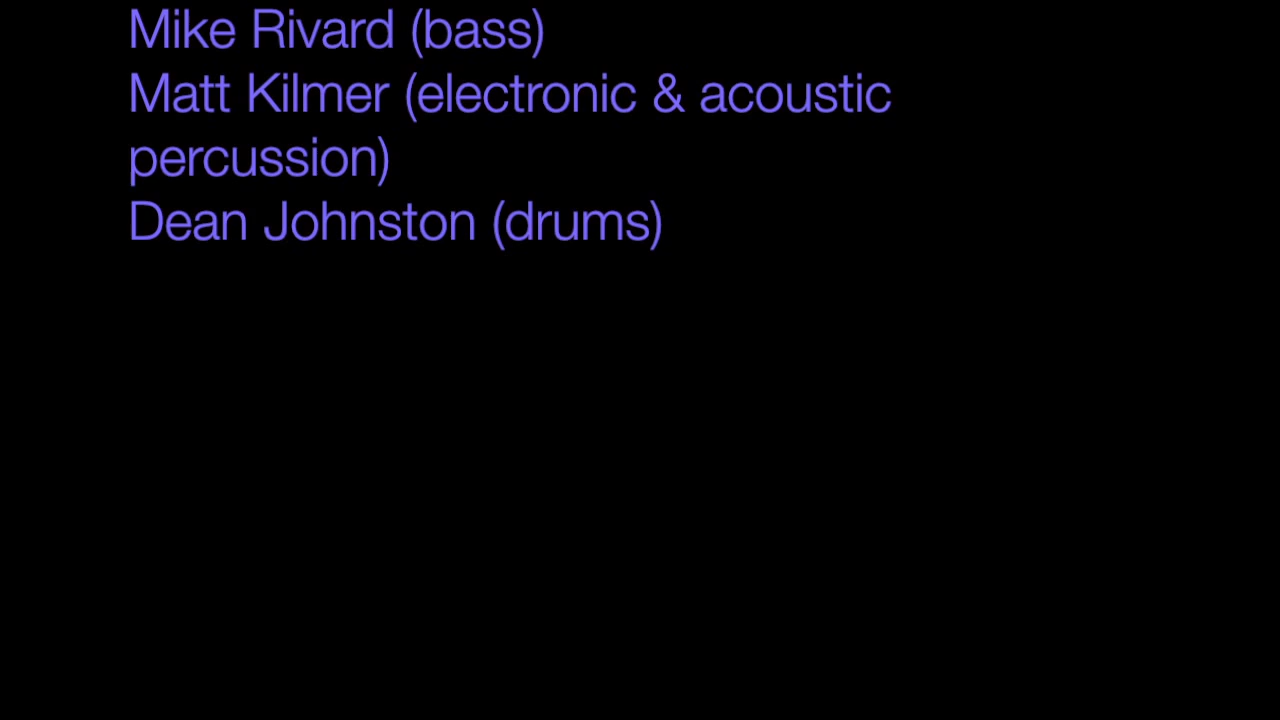 Mike Rivard (bass)
Matt Kilmer (electronic & acoustic
percussion)
Dean Johnston (drums)